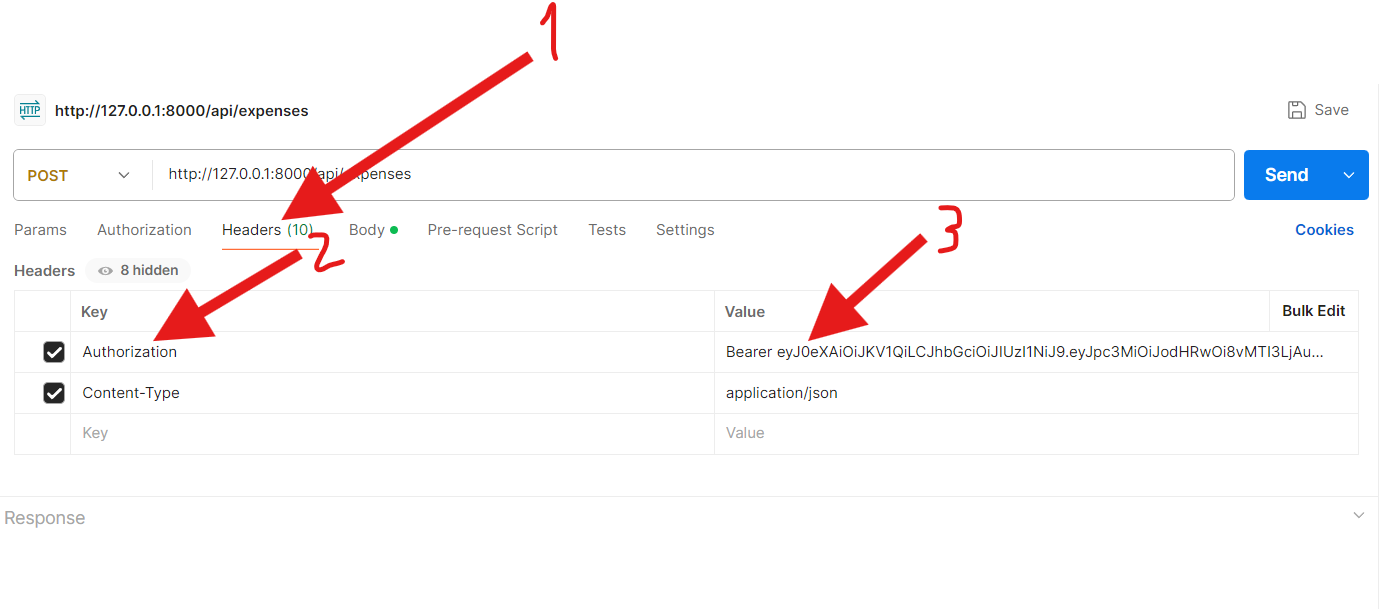 1
HTTP http://127.0.0.1:8000/api/expenses Save
POST http://127.0.0.1:8000/api/expenses Send
3
Params Authorization Headers (10) Body Pre-request Script Tests Settings Cookies
2
Headers 8 hidden
Key Value Bulk Edit
Authorization Bearer eyJ0eXAiOiJKV1QiLCJhbGciOiJIUzI1NiJ9.eyJpc3MiOiJodHRwOi8vMTI3LjAu...
Content-Type application/json
Key Value
Response